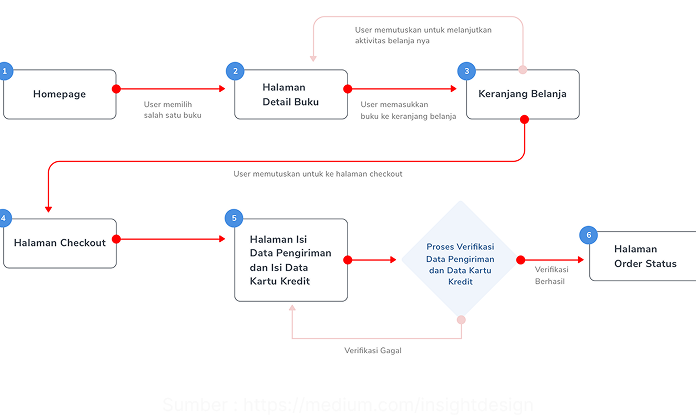 User memutuskan untuk melanjutkan
aktivitas belanja nya
1
2
3
Homepage
Halaman
Detail Buku
Keranjang Belanja
User memilih
salah satu buku
User memasukkan
buku ke keranjang belanja
User memutuskan untuk ke halaman checkout
4
5
6
Halaman Checkout
Halaman Isi
Data Pengiriman
dan Isi Data
Kartu Kredit
Proses Verifikasi
Data Pengiriman
dan Data Kartu
Kredit
Verifikasi
Berhasil
Halaman
Order Status
Verifikasi Gagal
Sumber : https://medium.com/insightdesign